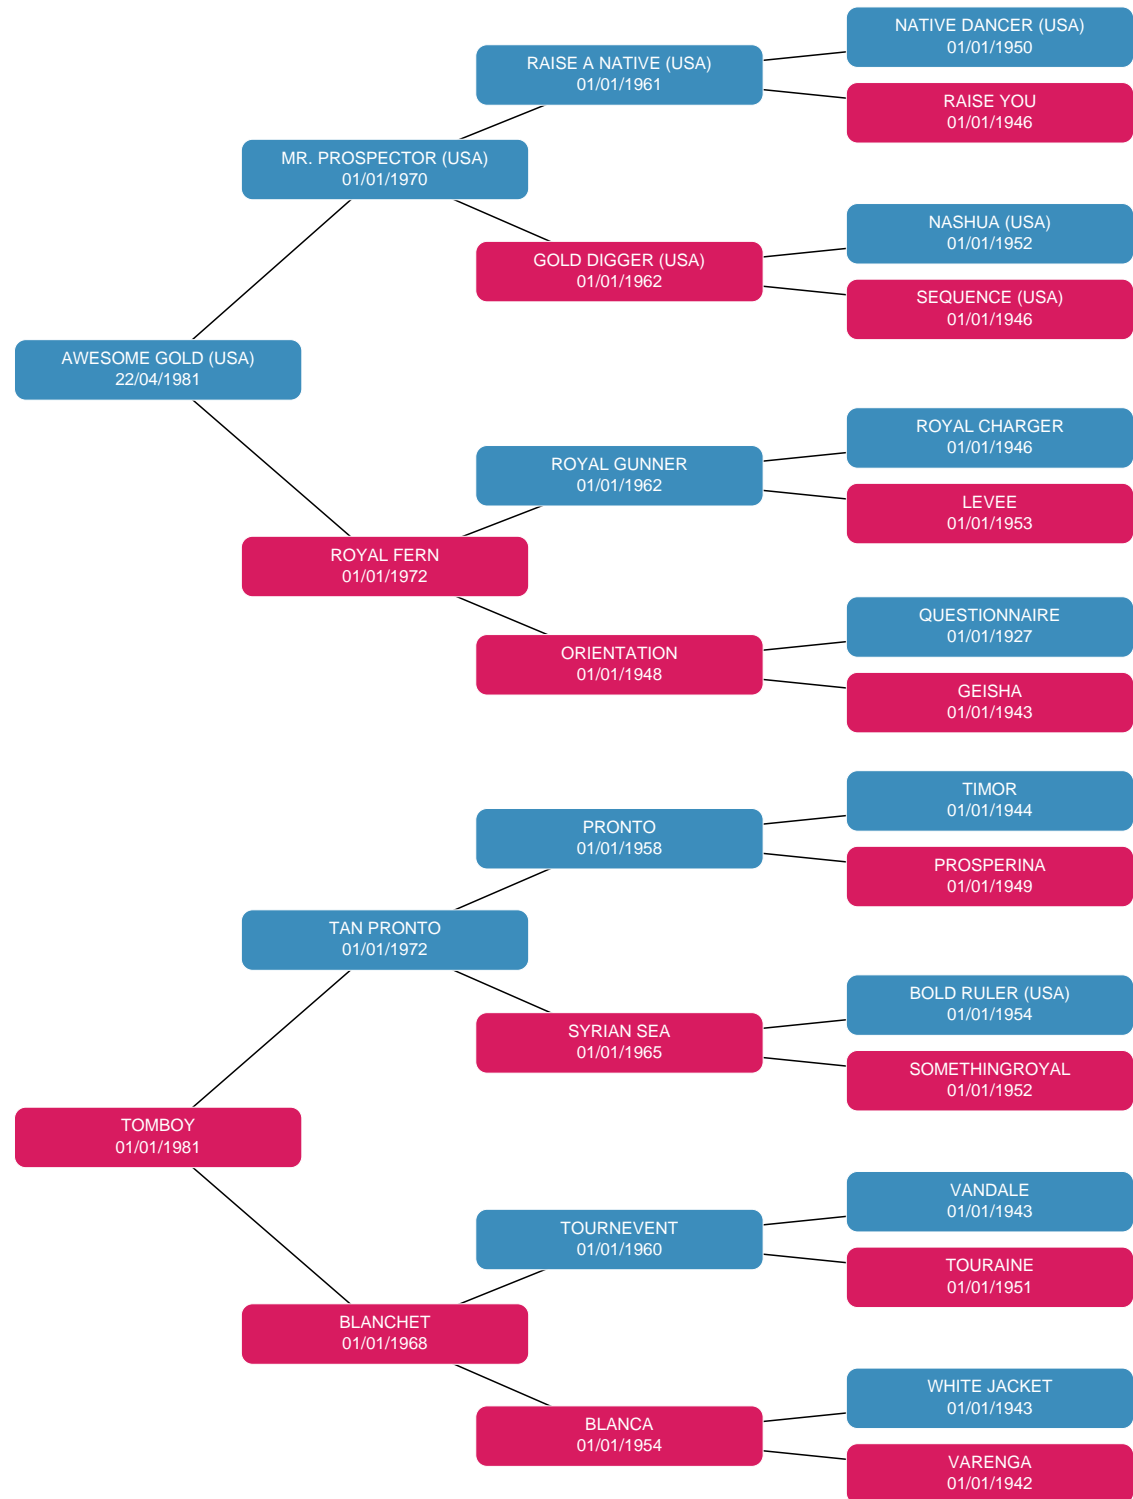 NATIVE DANCER (USA)
01/01/1950
RAISE A NATIVE (USA)
01/01/1961
RAISE YOU
01/01/1946
MR. PROSPECTOR (USA)
01/01/1970
NASHUA (USA)
01/01/1952
GOLD DIGGER (USA)
01/01/1962
SEQUENCE (USA)
01/01/1946
AWESOME GOLD (USA)
22/04/1981
ROYAL CHARGER
01/01/1946
ROYAL GUNNER
01/01/1962
LEVEE
01/01/1953
ROYAL FERN
01/01/1972
QUESTIONNAIRE
01/01/1927
ORIENTATION
01/01/1948
GEISHA
01/01/1943
TIMOR
01/01/1944
PRONTO
01/01/1958
PROSPERINA
01/01/1949
TAN PRONTO
01/01/1972
BOLD RULER (USA)
01/01/1954
SYRIAN SEA
01/01/1965
SOMETHINGROYAL
01/01/1952
TOMBOY
01/01/1981
VANDALE
01/01/1943
TOURNEVENT
01/01/1960
TOURAINE
01/01/1951
BLANCHET
01/01/1968
WHITE JACKET
01/01/1943
BLANCA
01/01/1954
VARENGA
01/01/1942